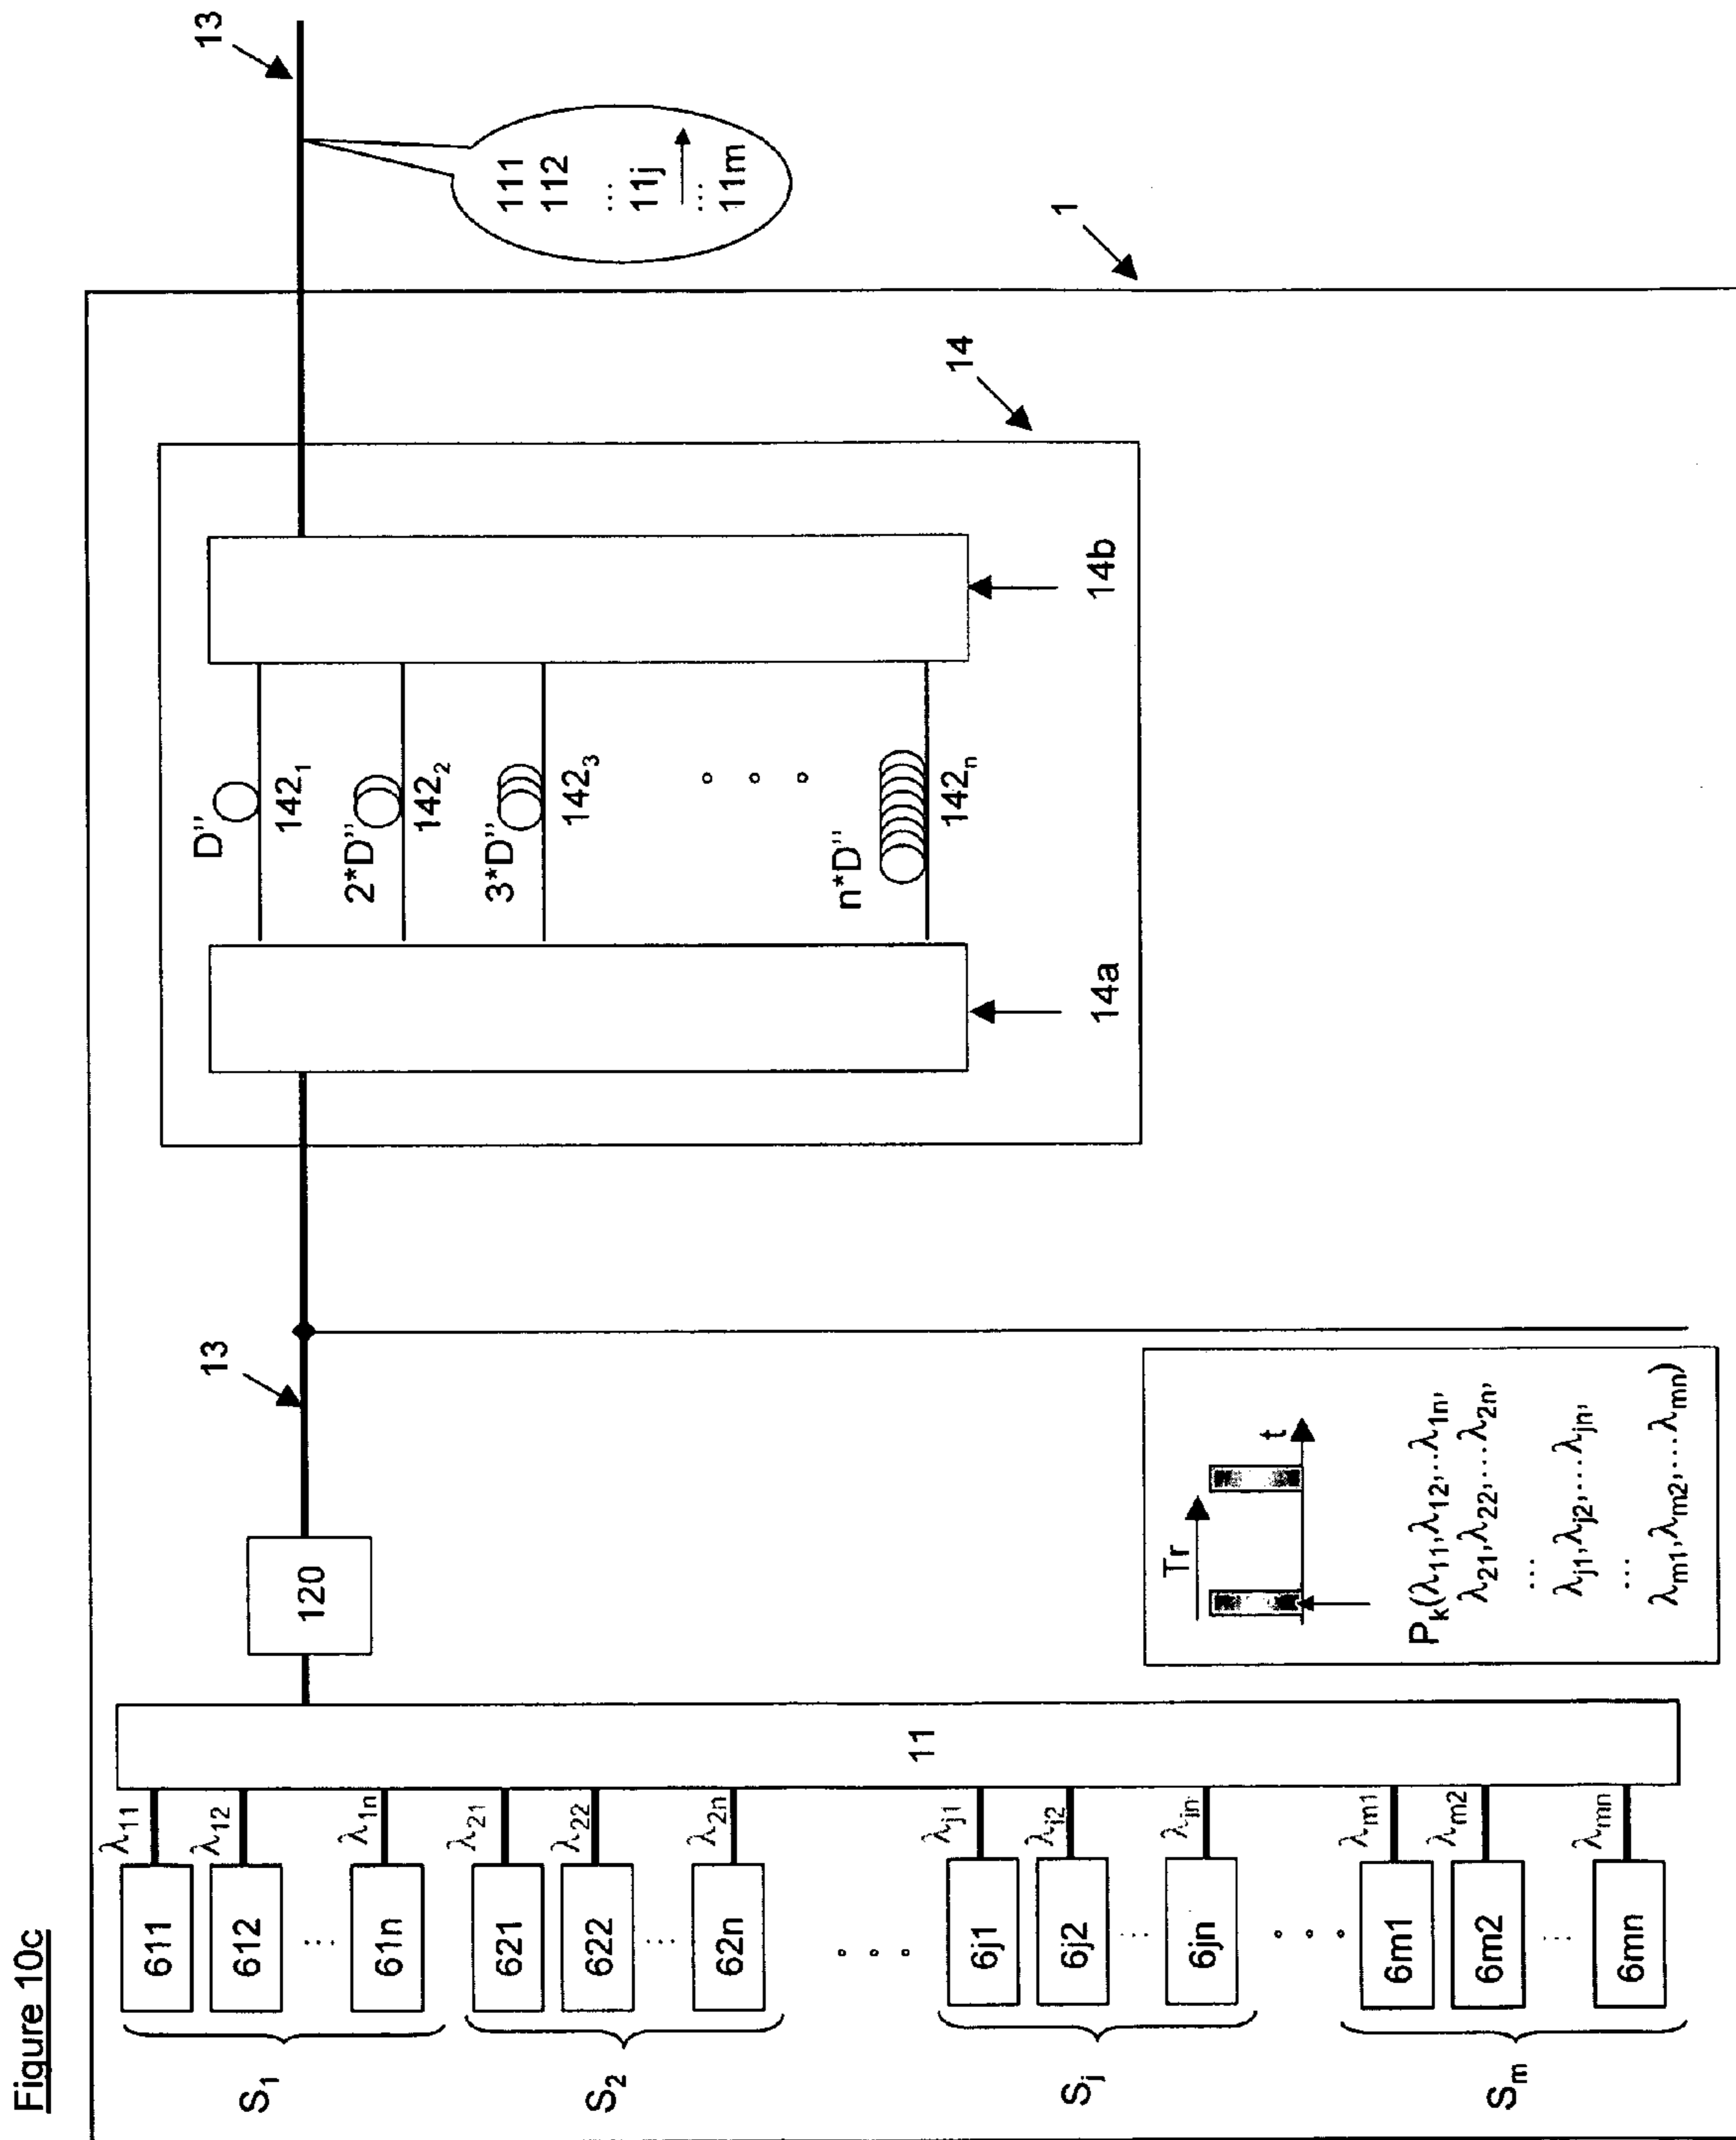 Figure 10c
S₁
S₂
Sⱼ
Sₘ
611
612
...
61n
621
622
...
62n
6j1
6j2
...
6jn
6m1
6m2
...
6mn
λ₁₁
λ₁₂
λ₁ₙ
λ₂₁
λ₂₂
λ₂ₙ
λj1
λj2
λjn
λm1
λm2
λmn
11
120
13
Tr
t
Pₖ(λ₁₁,λ₁₂,..λ₁ₙ,
λ₂₁,λ₂₂,...λ₂ₙ,
...
λj1,λj2,...λjn,
...
λm1,λm2,...λmn)
14a
D"
142₁
2*D"
142₂
3*D"
142₃
n*D"
142ₙ
14b
14
1
13
111
112
...
11j
...
11m